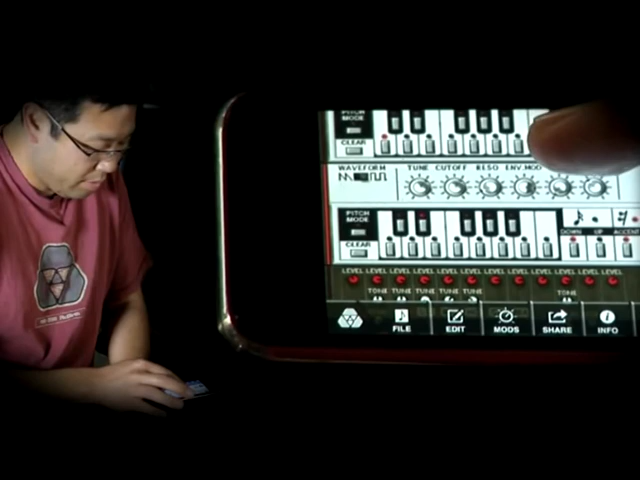 PITCH
MODE
CLEAR
WAVEFORM
TUNE CUTOFF RESO ENV.MOD
PITCH
MODE
CLEAR
DOWN UP ACCENT
LEVEL LEVEL LEVEL LEVEL LEVEL LEVEL LEVEL LEVEL LEVEL LEVEL LEVEL LEVEL
TONE TUNE TUNE TUNE TUNE TONE
FILE EDIT MODS SHARE INFO